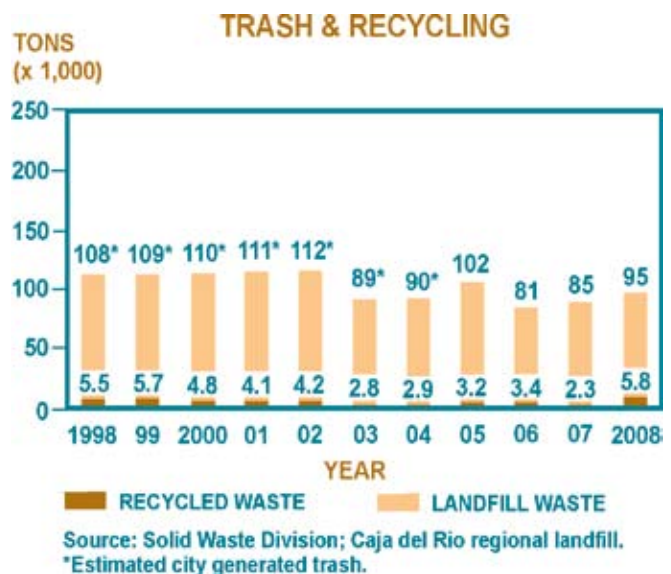 TRASH & RECYCLING
TONS
(x 1,000)
250
200
150
100
50
0
108* 109* 110* 111* 112* 89* 90* 102 81 85 95
5.5 5.7 4.8 4.1 4.2 2.8 2.9 3.2 3.4 2.3 5.8
1998 99 2000 01 02 03 04 05 06 07 2008
YEAR
RECYCLED WASTE LANDFILL WASTE
Source: Solid Waste Division; Caja del Rio regional landfill.
*Estimated city generated trash.